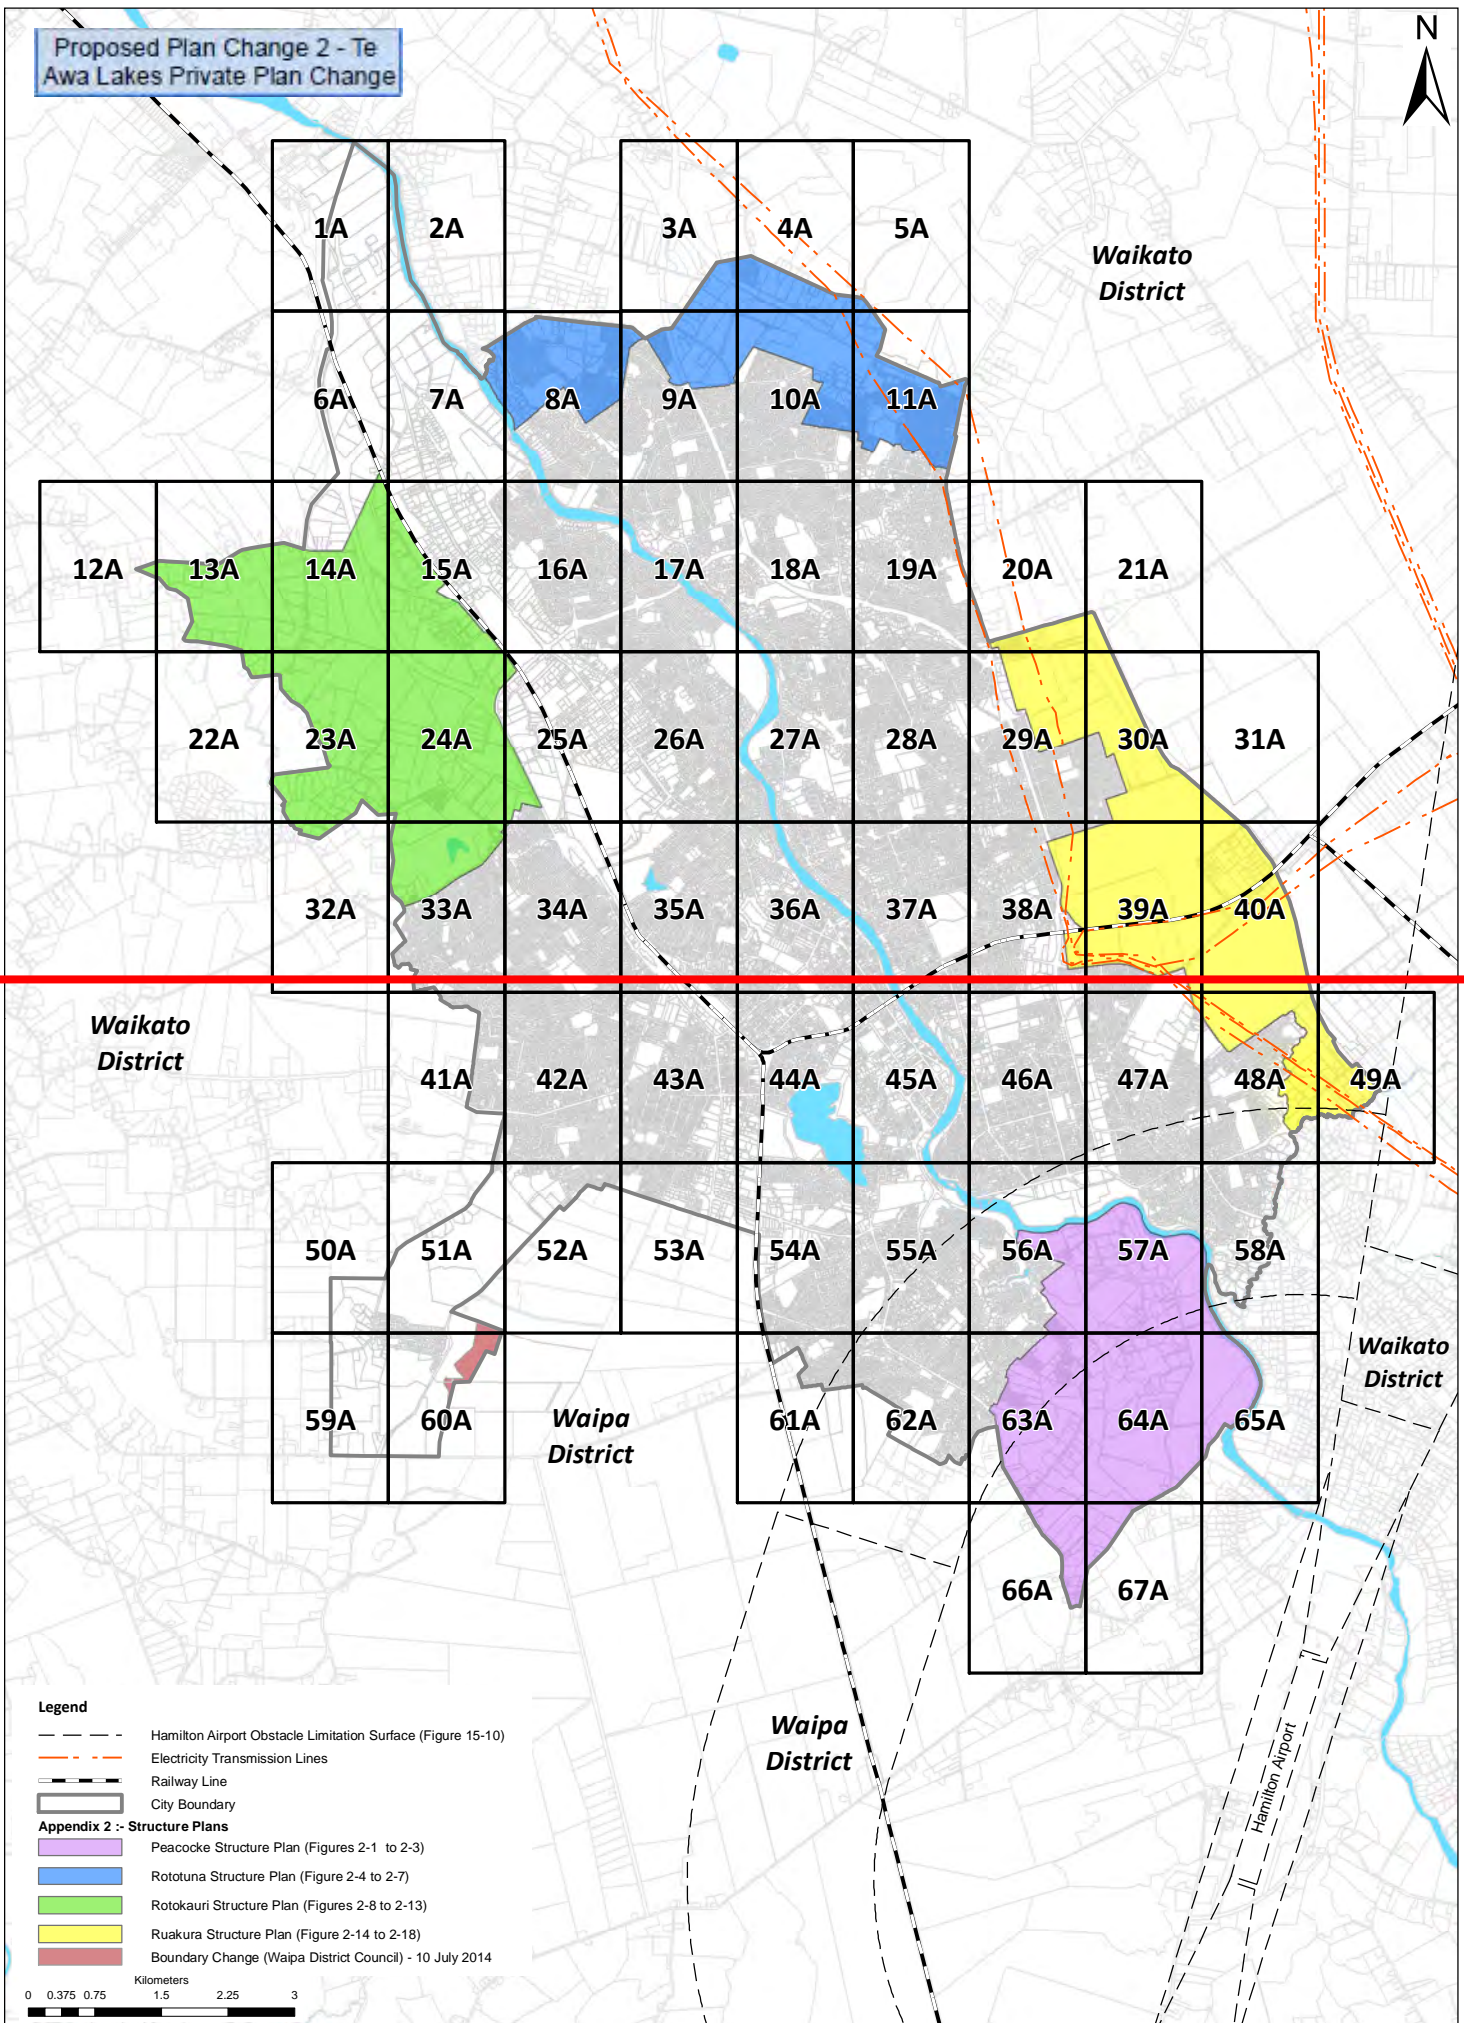 Proposed Plan Change 2 - Te
Awa Lakes Private Plan Change
N
1A 2A 3A 4A 5A
Waikato
District
6A 7A 8A 9A 10A 11A
12A 13A 14A 15A 16A 17A 18A 19A 20A 21A
22A 23A 24A 25A 26A 27A 28A 29A 30A 31A
32A 33A 34A 35A 36A 37A 38A 39A 40A
Waikato
District
41A 42A 43A 44A 45A 46A 47A 48A 49A
50A 51A 52A 53A 54A 55A 56A 57A 58A
Waikato
District
59A 60A 61A 62A 63A 64A 65A
Waipa
District
66A 67A
Waipa
District
Hamilton Airport
Legend
Hamilton Airport Obstacle Limitation Surface (Figure 15-10)
Electricity Transmission Lines
Railway Line
City Boundary
Appendix 2 :- Structure Plans
Peacocke Structure Plan (Figures 2-1 to 2-3)
Rototuna Structure Plan (Figure 2-4 to 2-7)
Rotokauri Structure Plan (Figures 2-8 to 2-13)
Ruakura Structure Plan (Figure 2-14 to 2-18)
Boundary Change (Waipa District Council) - 10 July 2014
Kilometers
0 0.375 0.75 1.5 2.25 3